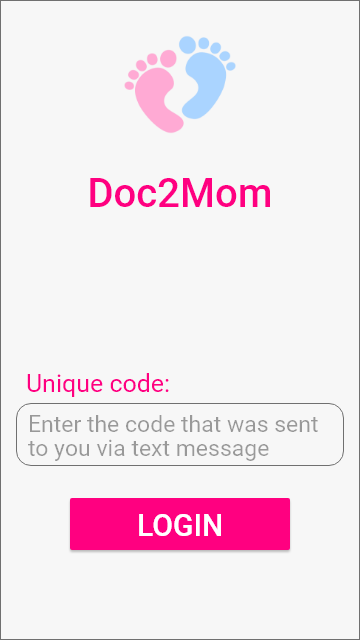 Doc2Mom
Unique code:
Enter the code that was sent
to you via text message
LOGIN